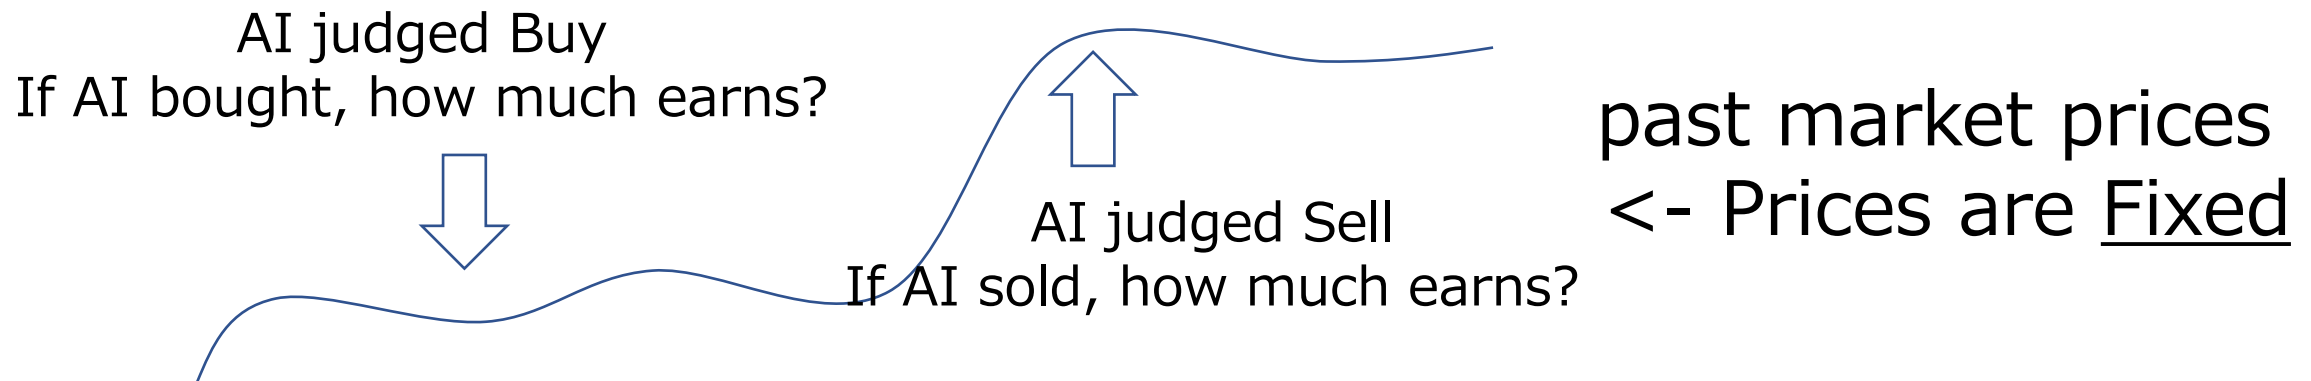 AI judged Buy
If AI bought, how much earns?
AI judged Sell
If AI sold, how much earns?
past market prices
<- Prices are Fixed